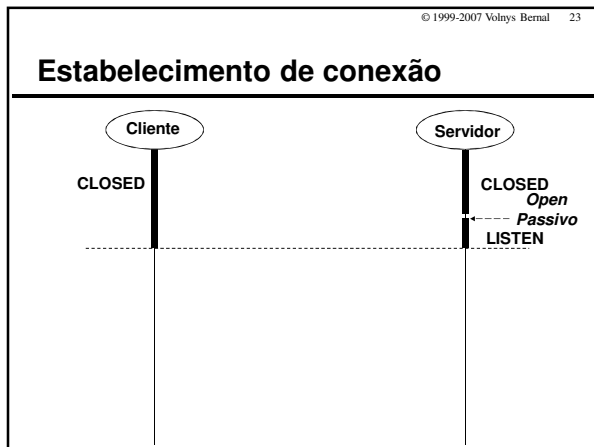 © 1999-2007 Volnys Bernal 23
Estabelecimento de conexão
Cliente
Servidor
CLOSED
CLOSED
Open
Passivo
LISTEN